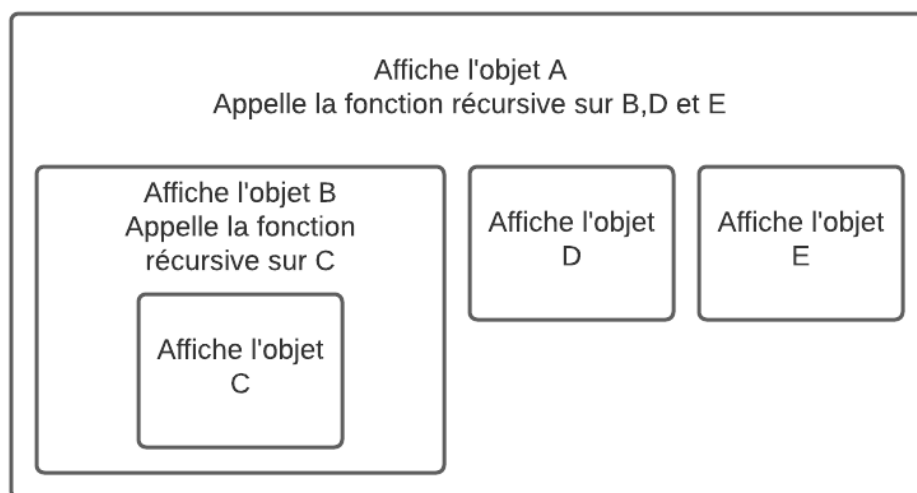 Affiche l'objet A
Appelle la fonction récursive sur B,D et E
Affiche l'objet B
Appelle la fonction
récursive sur C
Affiche l'objet
C
Affiche l'objet
D
Affiche l'objet
E